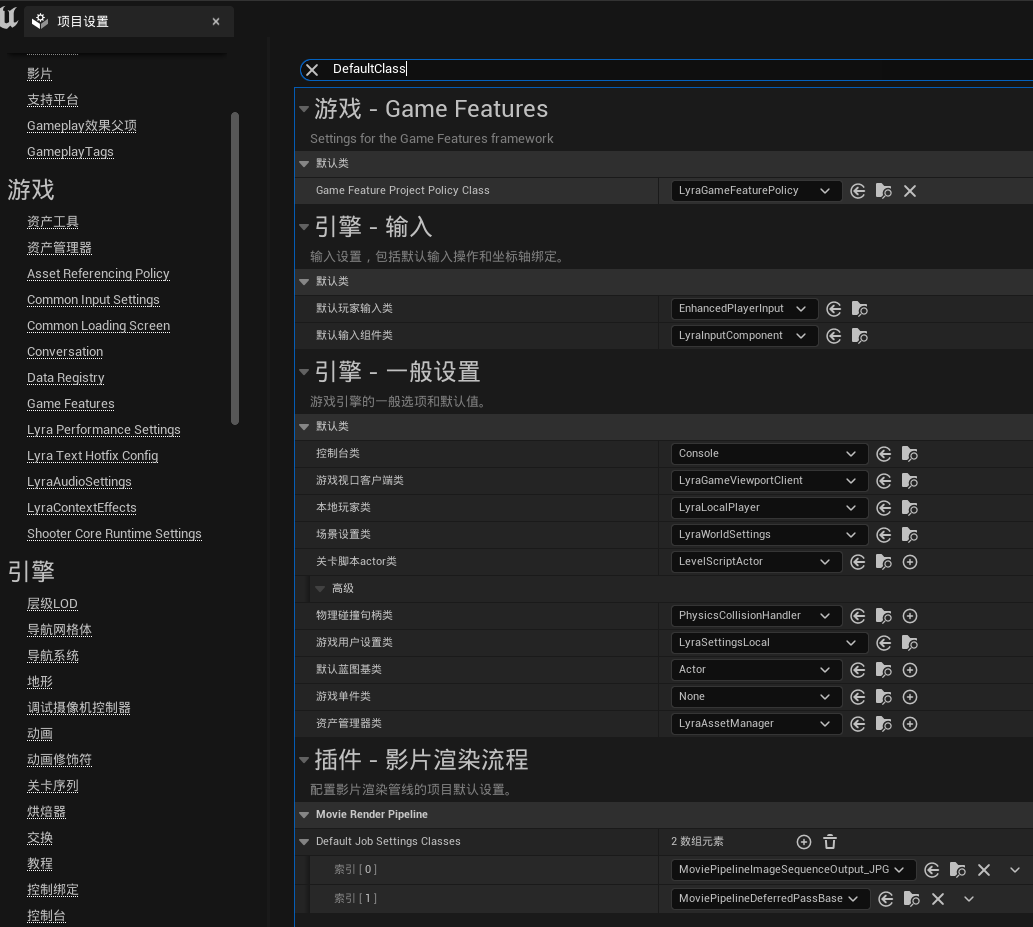 项目设置
影片
支持平台
Gameplay效果父项
GameplayTags
游戏
资产工具
资产管理器
Asset Referencing Policy
Common Input Settings
Common Loading Screen
Conversation
Data Registry
Game Features
Lyra Performance Settings
Lyra Text Hotfix Config
LyraAudioSettings
LyraContextEffects
Shooter Core Runtime Settings
引擎
层级LOD
导航网格体
导航系统
地形
调试摄像机控制器
动画
动画修饰符
关卡序列
烘焙器
交换
教程
控制绑定
控制台
DefaultClass
游戏 - Game Features
Settings for the Game Features framework
默认类
Game Feature Project Policy Class LyraGameFeaturePolicy
引擎 - 输入
输入设置，包括默认输入操作和坐标轴绑定。
默认类
默认玩家输入类 EnhancedPlayerInput
默认输入组件类 LyraInputComponent
引擎 - 一般设置
游戏引擎的一般选项和默认值。
默认类
控制台类 Console
游戏视口客户端类 LyraGameViewportClient
本地玩家类 LyraLocalPlayer
场景设置类 LyraWorldSettings
关卡脚本actor类 LevelScriptActor
高级
物理碰撞句柄类 PhysicsCollisionHandler
游戏用户设置类 LyraSettingsLocal
默认蓝图基类 Actor
游戏单件类 None
资产管理器类 LyraAssetManager
插件 - 影片渲染流程
配置影片渲染管线的项目默认设置。
Movie Render Pipeline
Default Job Settings Classes 2 数组元素
索引 [ 0 ] MoviePipelineImageSequenceOutput_JPG
索引 [ 1 ] MoviePipelineDeferredPassBase